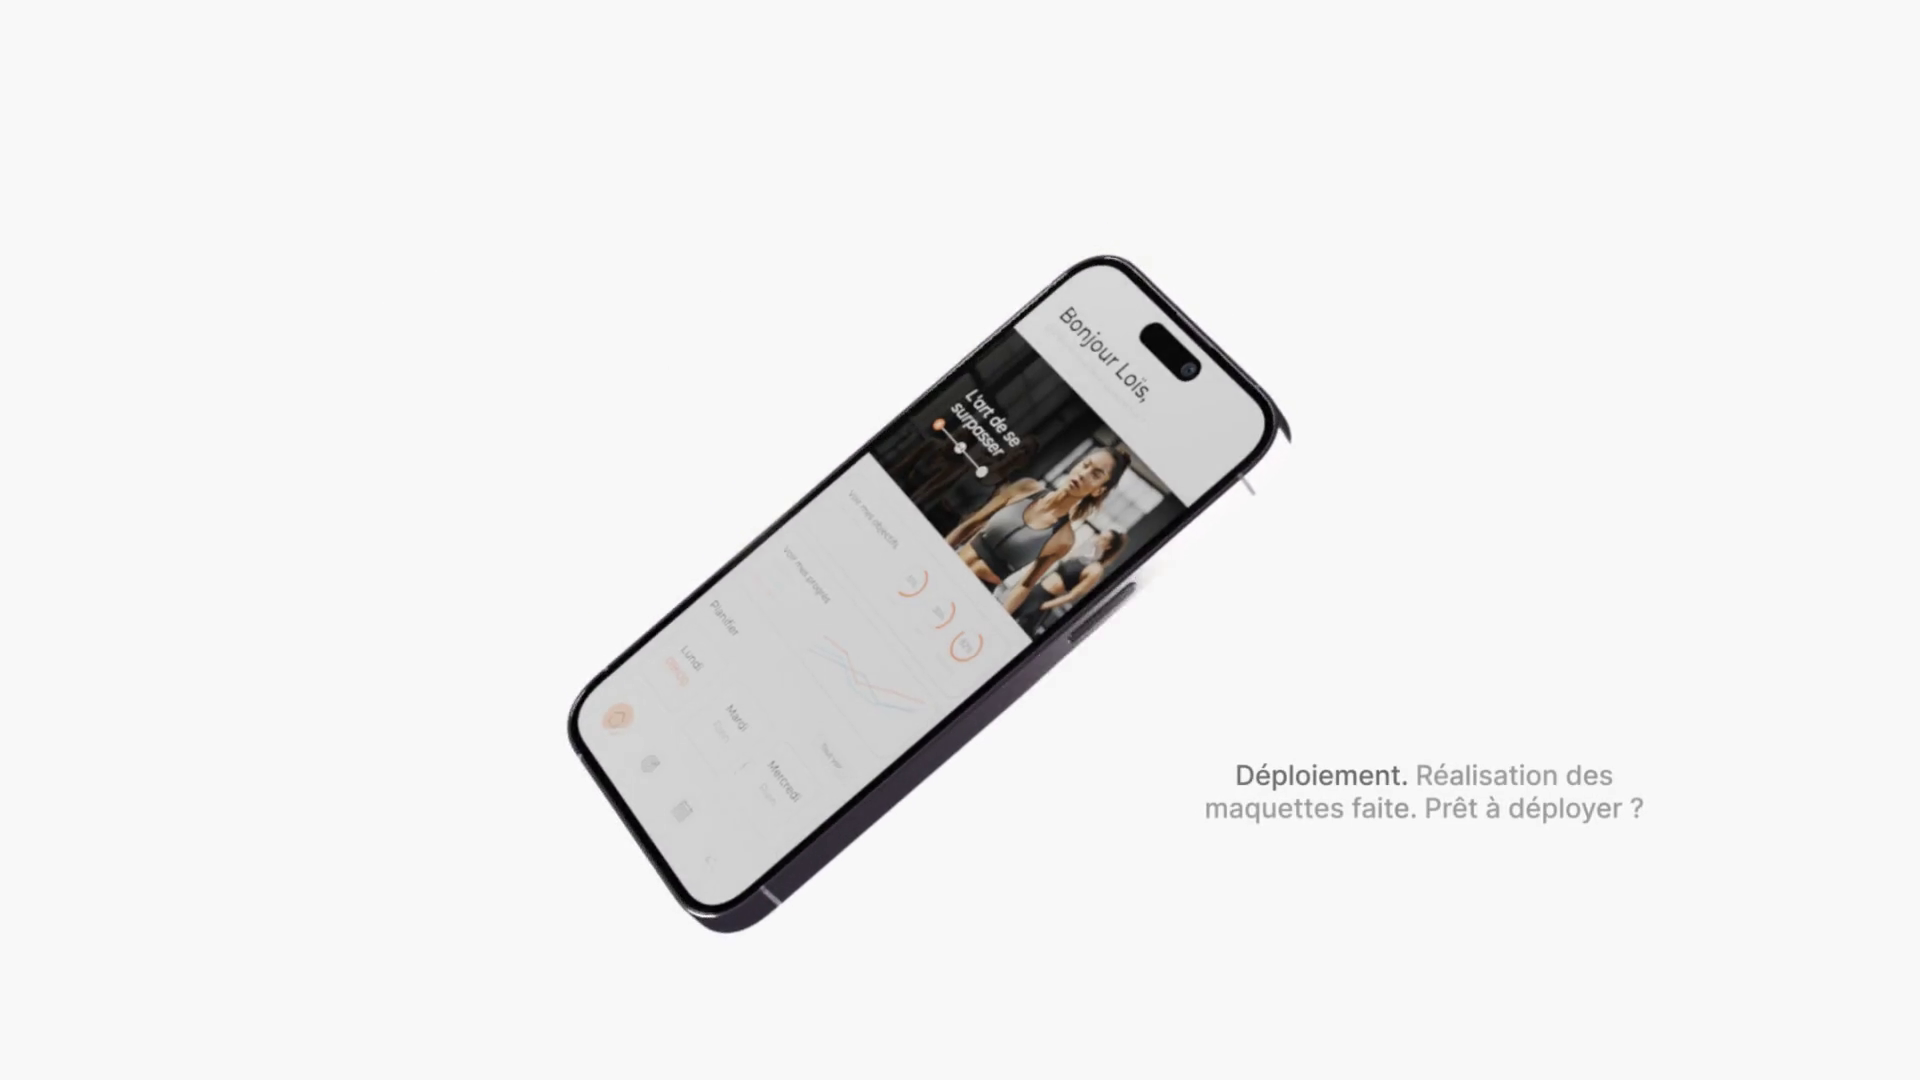 Bonjour Loïs,
L'art de se
surpasser
Voir mes objectifs
Voir mes progrès
Planifier
Lundi
Mardi
Mercredi
Déploiement. Réalisation des
maquettes faite. Prêt à déployer ?